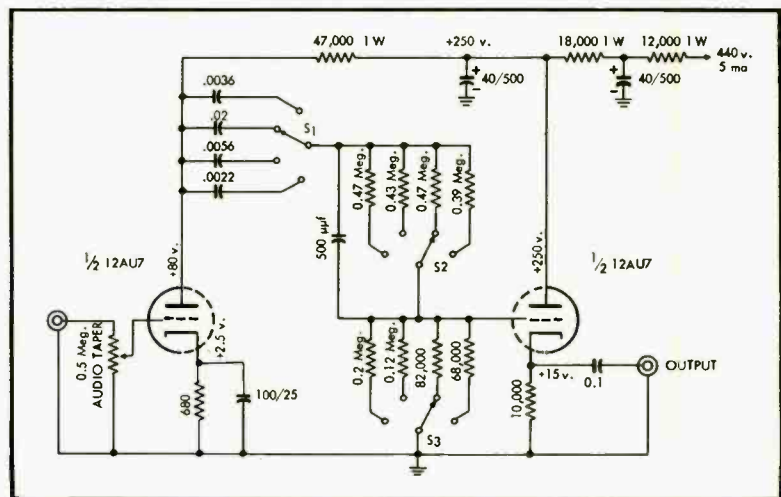 47,000 1 W
+250 v.
18,000 1 W
12,000 1 W
440 v.
5 ma
+
-
40/500
+
-
40/500
.0036
.02
.0056
.0022
S1
500 µµf
0.47 Meg.
0.43 Meg.
0.47 Meg.
0.39 Meg.
S2
1/2 12AU7
+80 v.
1/2 12AU7
+250 v.
0.5 Meg.
AUDIO TAPER
+2.5 v.
680
100/25
0.2 Meg.
0.12 Meg.
82,000
68,000
S3
10,000
+15 v.
0.1
OUTPUT